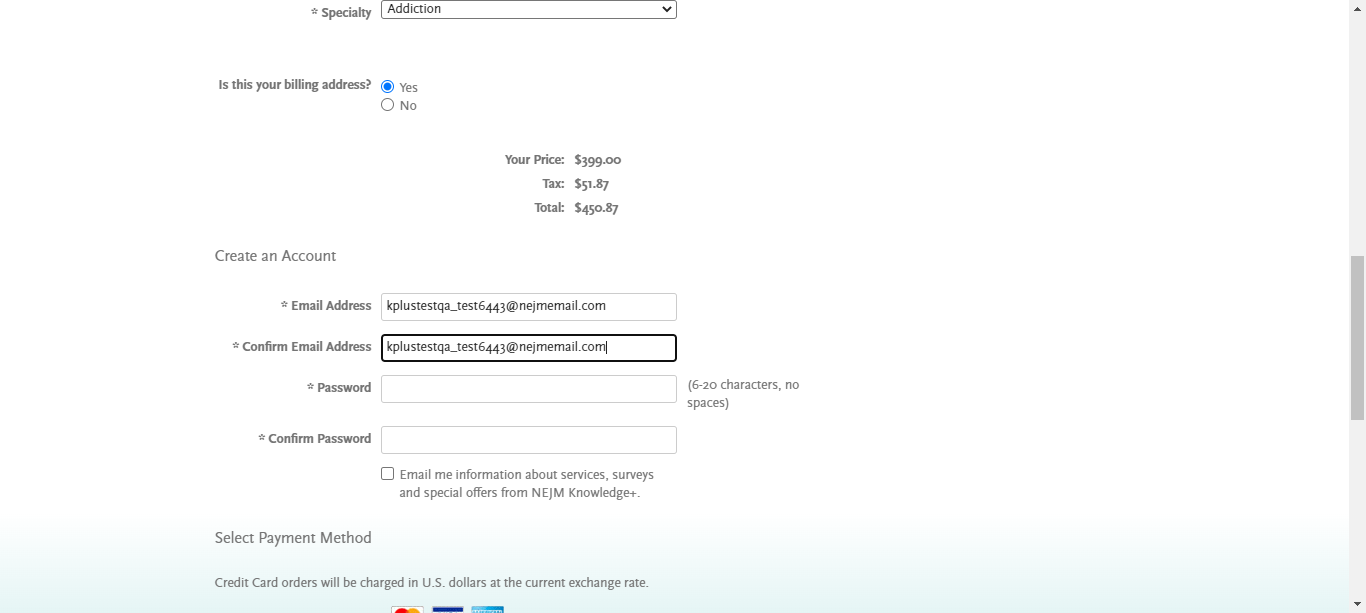 * Specialty Addiction
Is this your billing address? Yes
No
Your Price: $399.00
Tax: $51.87
Total: $450.87
Create an Account
* Email Address kplustestqa_test6443@nejmemail.com
* Confirm Email Address kplustestqa_test6443@nejmemail.com
* Password (6-20 characters, no
spaces)
* Confirm Password
Email me information about services, surveys
and special offers from NEJM Knowledge+.
Select Payment Method
Credit Card orders will be charged in U.S. dollars at the current exchange rate.